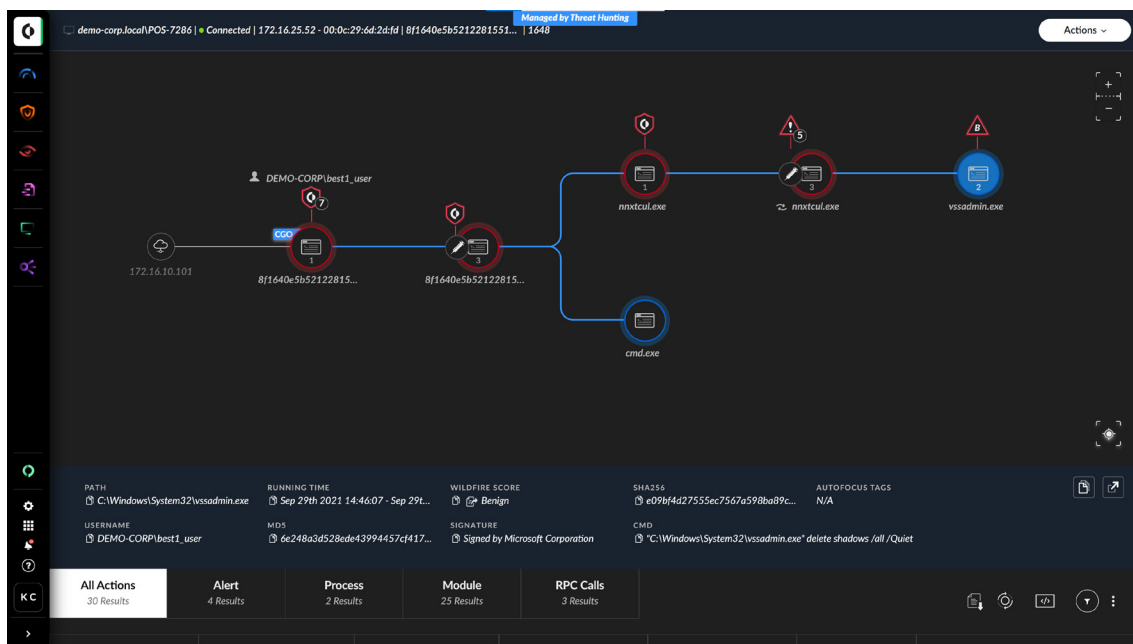 Managed by Threat Hunting
demo-corp.local\POS-7286 | Connected | 172.16.25.52 - 00:0c:29:6d:2d:fd | 8f1640e5b5212281551... | 1648
Actions
5
B
DEMO-CORP\best1_user
7
CGO
1
3
1
3
2
nnxtcul.exe
nnxtcul.exe
vssadmin.exe
172.16.10.101
8f1640e5b52122815...
8f1640e5b52122815...
cmd.exe
PATH
C:\Windows\System32\vssadmin.exe
RUNNING TIME
Sep 29th 2021 14:46:07 - Sep 29t...
WILDFIRE SCORE
Benign
SHA256
e09bf4d27555ec7567a598ba89c...
AUTOFOCUS TAGS
N/A
USERNAME
DEMO-CORP\best1_user
MD5
6e248a3d528ede43994457cf417...
SIGNATURE
Signed by Microsoft Corporation
CMD
"C:\Windows\System32\vssadmin.exe" delete shadows /all /Quiet
KC
All Actions
30 Results
Alert
4 Results
Process
2 Results
Module
25 Results
RPC Calls
3 Results